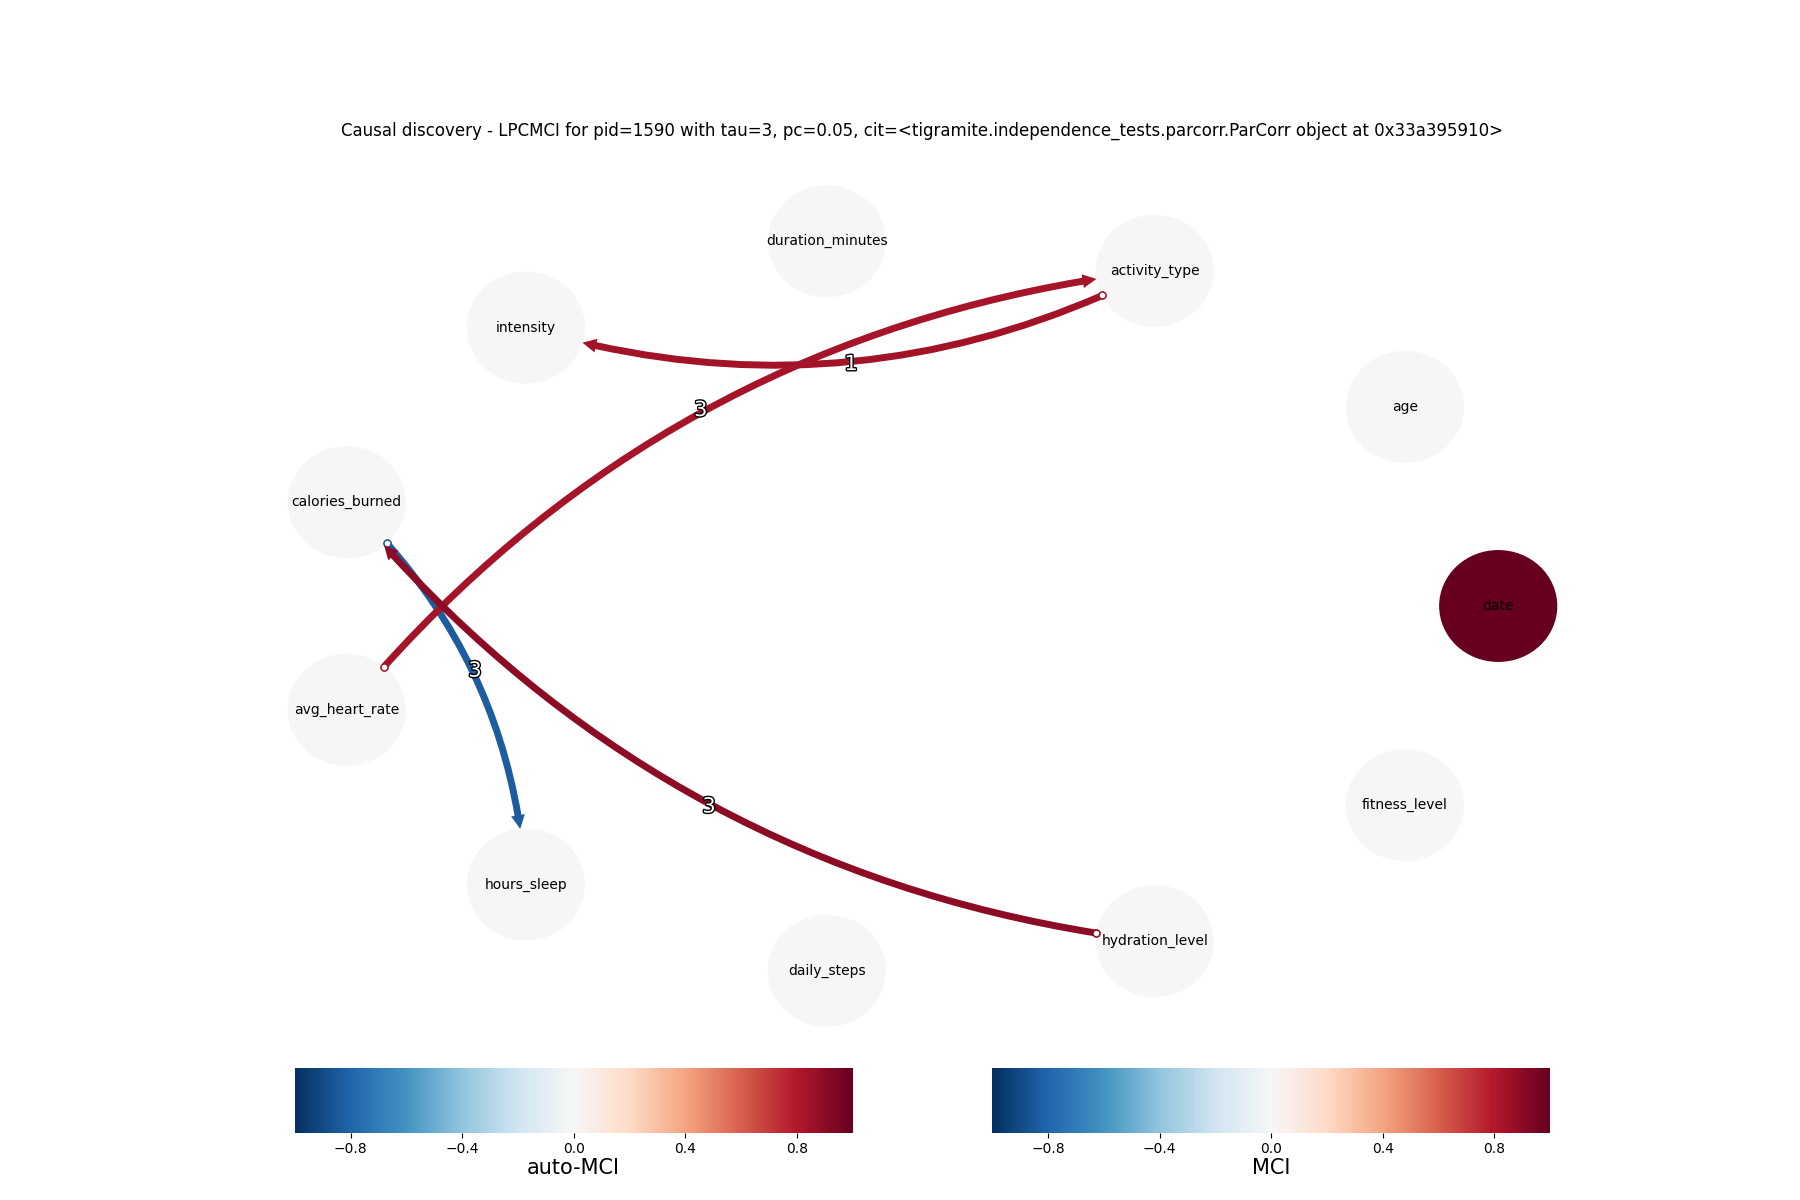 Causal discovery - LPCMCI for pid=1590 with tau=3, pc=0.05, cit=<tigramite.independence_tests.parcorr.ParCorr object at 0x33a395910>
duration_minutes
activity_type
intensity
1
age
3
calories_burned
date
3
avg_heart_rate
3
fitness_level
hours_sleep
hydration_level
daily_steps
−0.8 −0.4 0.0 0.4 0.8
auto-MCI
−0.8 −0.4 0.0 0.4 0.8
MCI